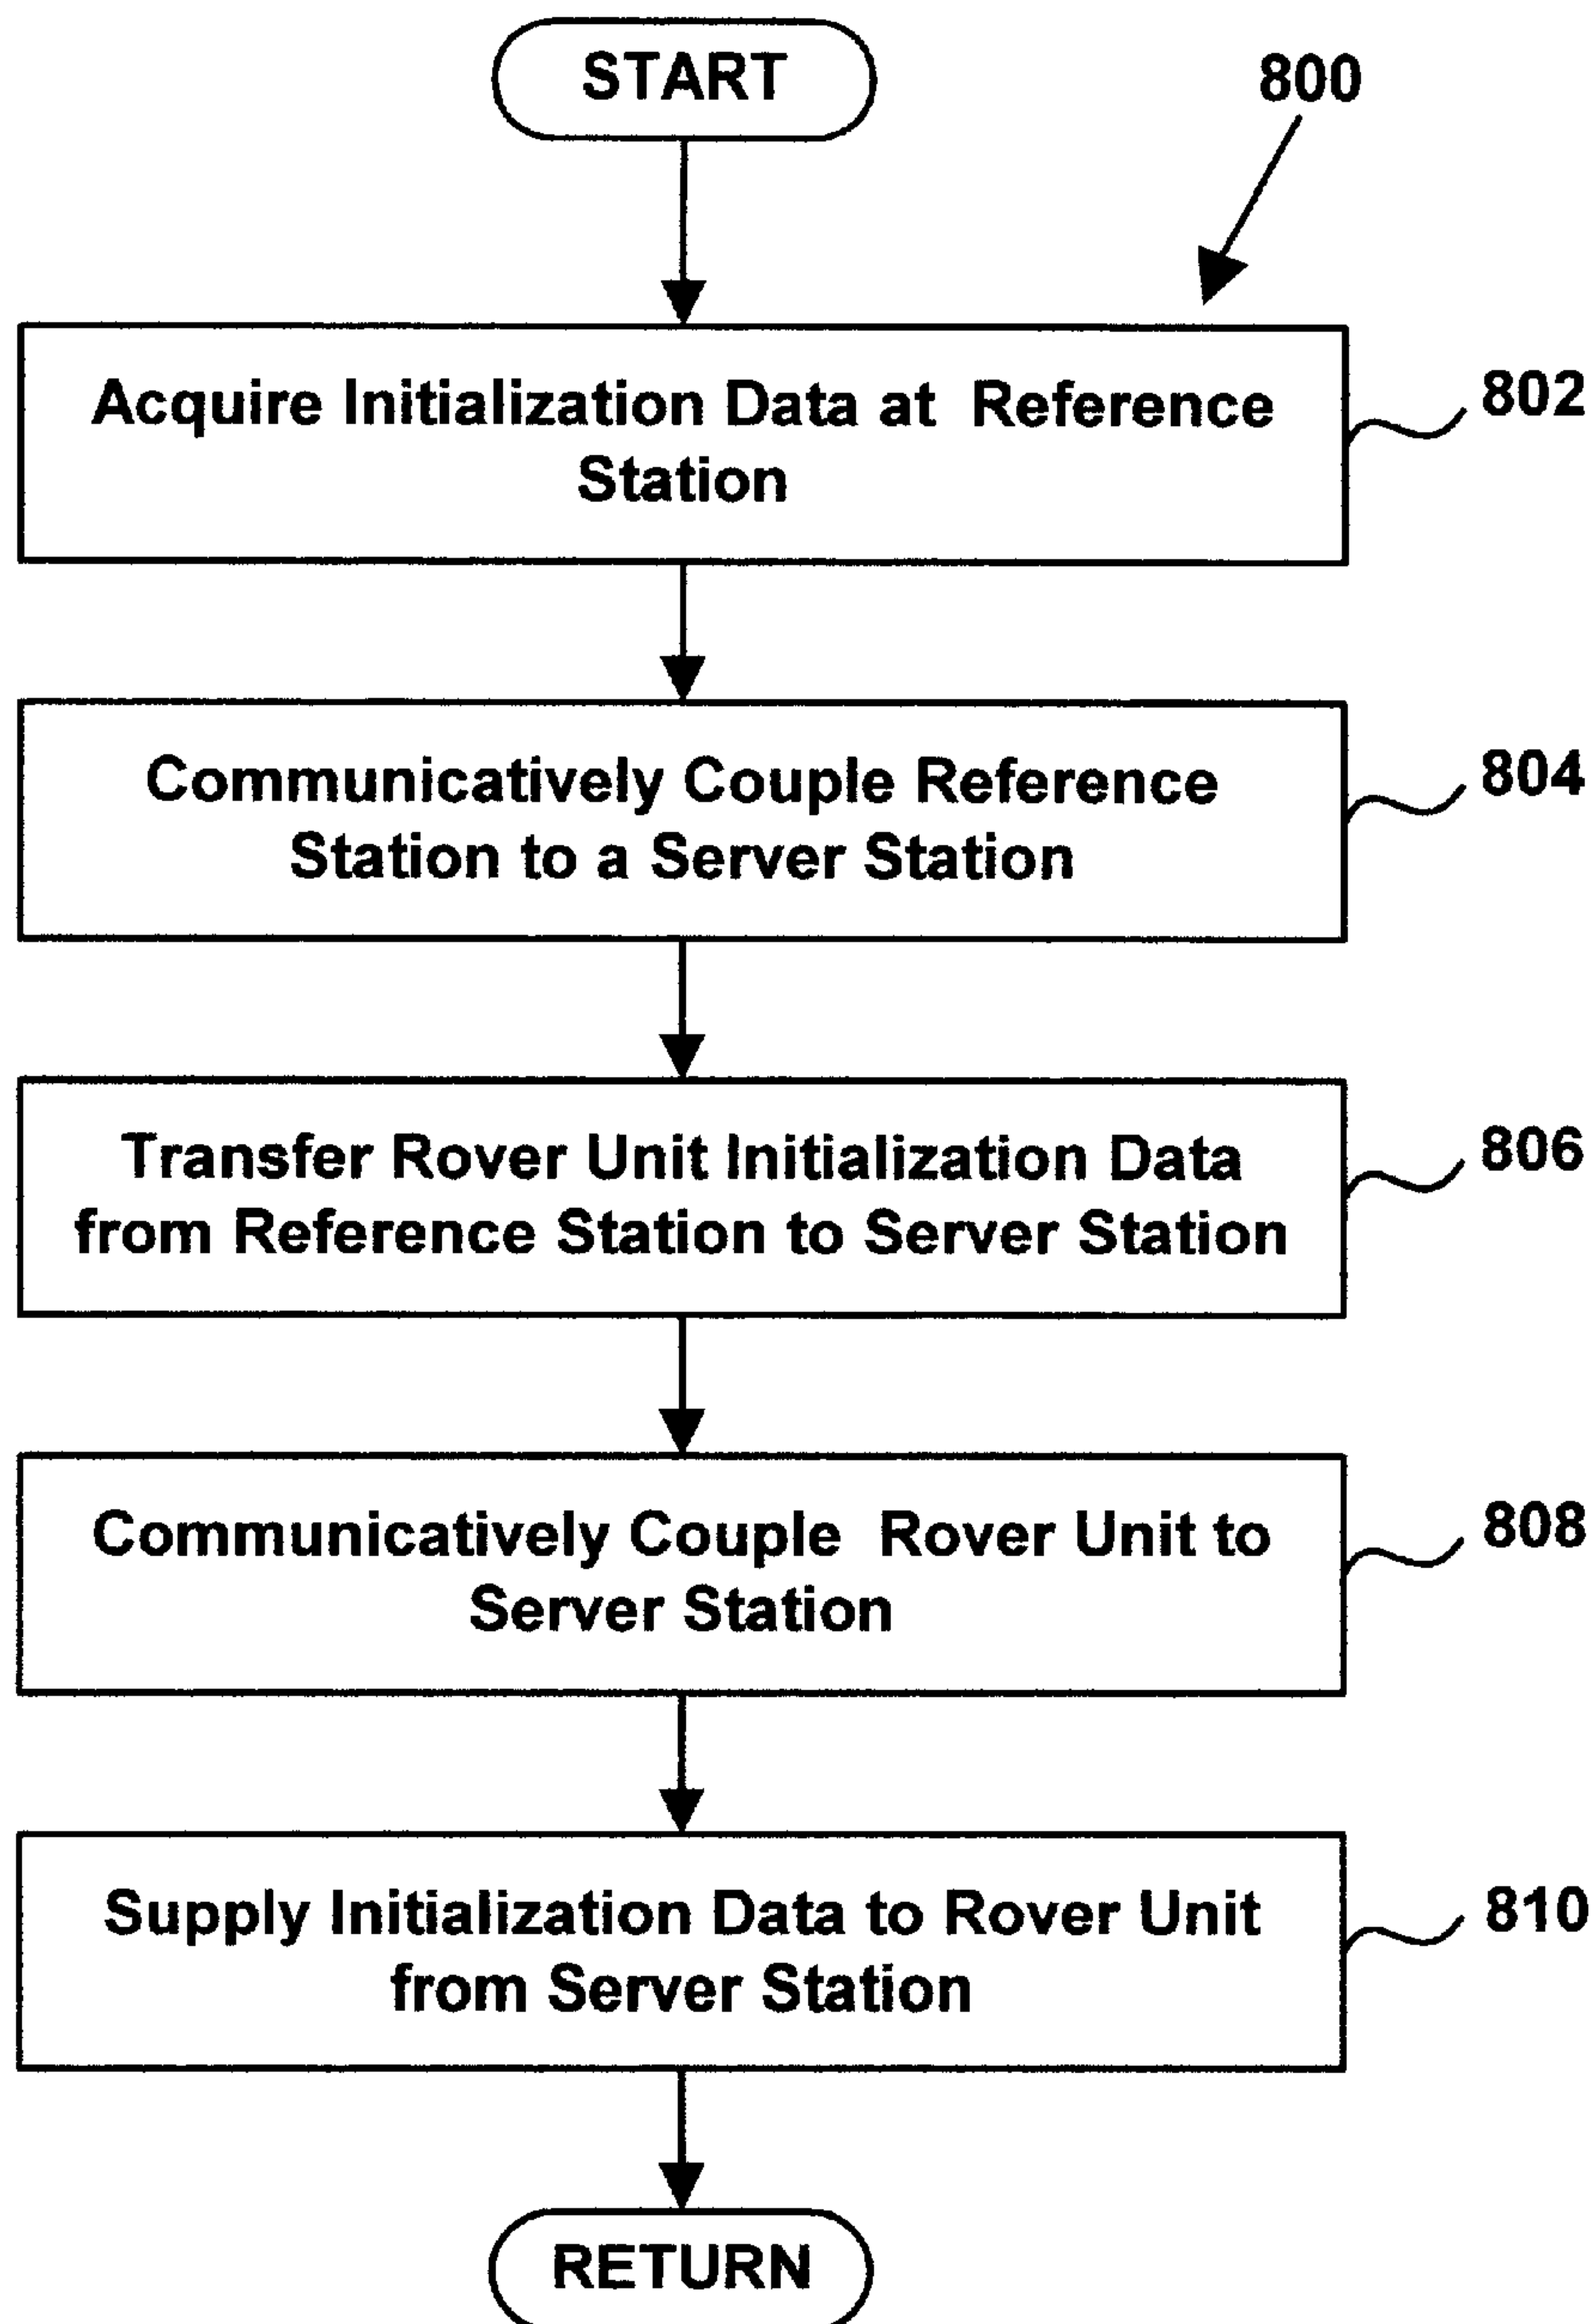 START
800
Acquire Initialization Data at Reference
Station
802
Communicatively Couple Reference
Station to a Server Station
804
Transfer Rover Unit Initialization Data
from Reference Station to Server Station
806
Communicatively Couple Rover Unit to
Server Station
808
Supply Initialization Data to Rover Unit
from Server Station
810
RETURN